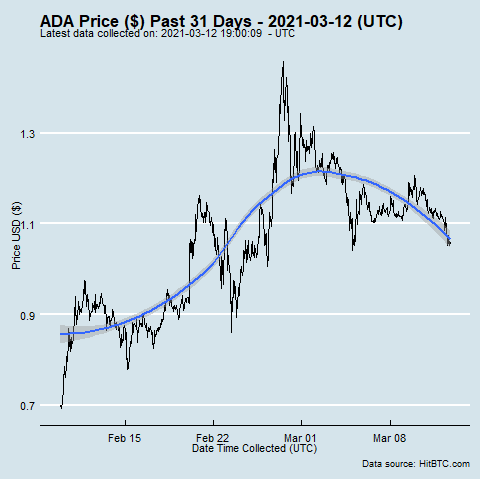 ADA Price ($) Past 31 Days - 2021-03-12 (UTC)
Latest data collected on: 2021-03-12 19:00:09 - UTC
Price USD ($)
1.3
1.1
0.9
0.7
Feb 15 Feb 22 Mar 01 Mar 08
Date Time Collected (UTC)
Data source: HitBTC.com